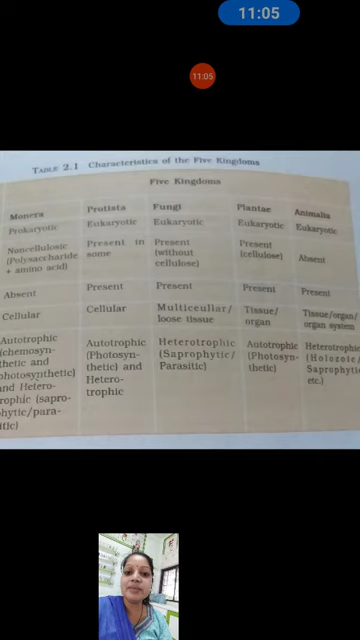 11:05
11:05
TABLE 2.1 Characteristics of the Five Kingdoms
Five Kingdoms
Monera Protista Fungi Plantae Animalia
Prokaryotic Eukaryotic Eukaryotic Eukaryotic Eukaryotic
Noncellulosic
(Polysaccharide
+ amino acid)
Present in
some
Present
(without
cellulose)
Present
(cellulose)
Absent
Absent Present Present Present Present
Cellular
Cellular
Multiceullar/
loose tissue
Tissue/
organ
Tissue/organ/
organ system
Autotrophic
(chemosyn-
thetic and
photosynthetic)
and Hetero-
trophic (sapro-
phytic/para-
sitic)
Autotrophic
(Photosyn-
thetic) and
Hetero-
trophic
Heterotrophic
(Saprophytic/
Parasitic)
Autotrophic
(Photosyn-
thetic)
Heterotrophic
(Holozoic/
Saprophytic
etc.)